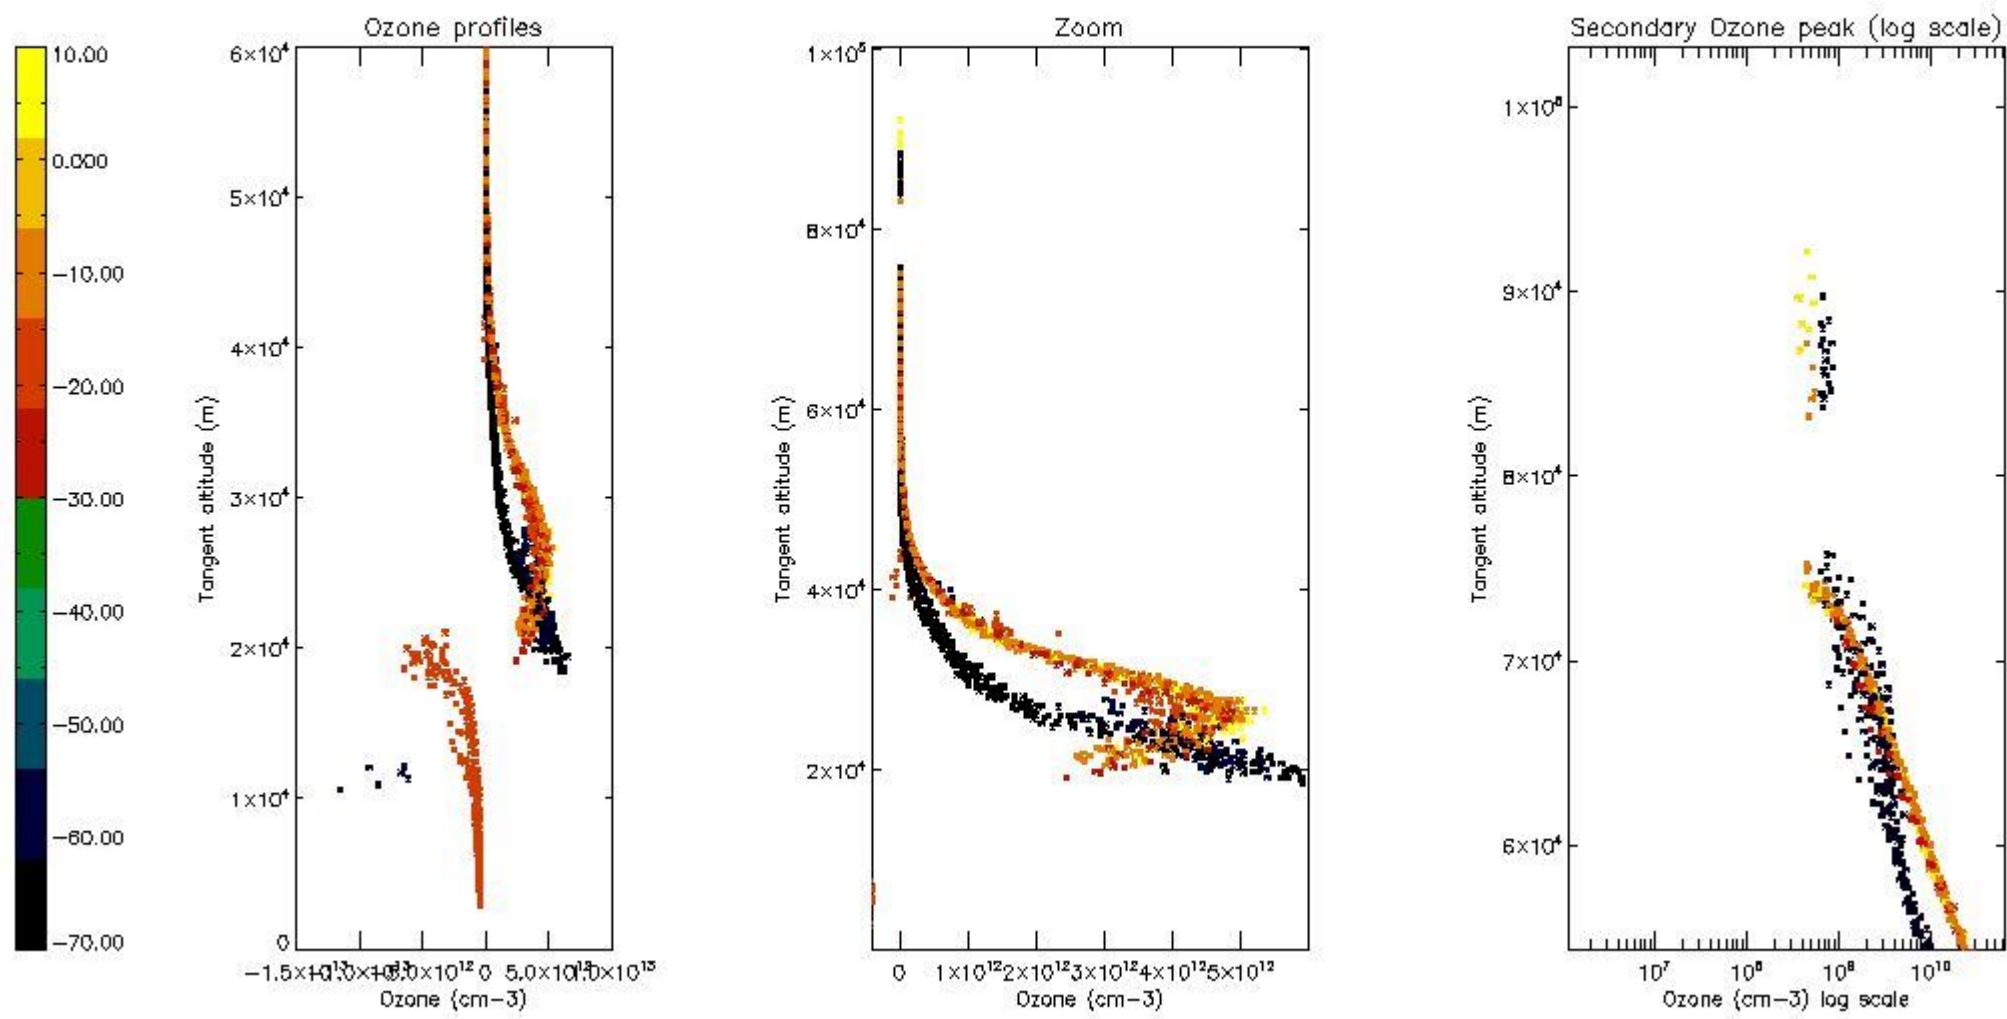 Ozone profiles
Zoom
Secondary Ozone peak (log scale)
10.00
0.000
−10.00
−20.00
−30.00
−40.00
−50.00
−60.00
−70.00
6×10⁴
5×10⁴
4×10⁴
3×10⁴
2×10⁴
1×10⁴
0
Tangent altitude (m)
0
Ozone (cm−3)
1×10⁵
8×10⁴
6×10⁴
4×10⁴
2×10⁴
Tangent altitude (m)
0 1×10¹² 2×10¹² 3×10¹² 4×10¹² 5×10¹²
Ozone (cm−3)
9×10⁴
8×10⁴
7×10⁴
6×10⁴
Tangent altitude (m)
10⁷ 10⁸ 10⁹ 10¹⁰
Ozone (cm−3) log scale